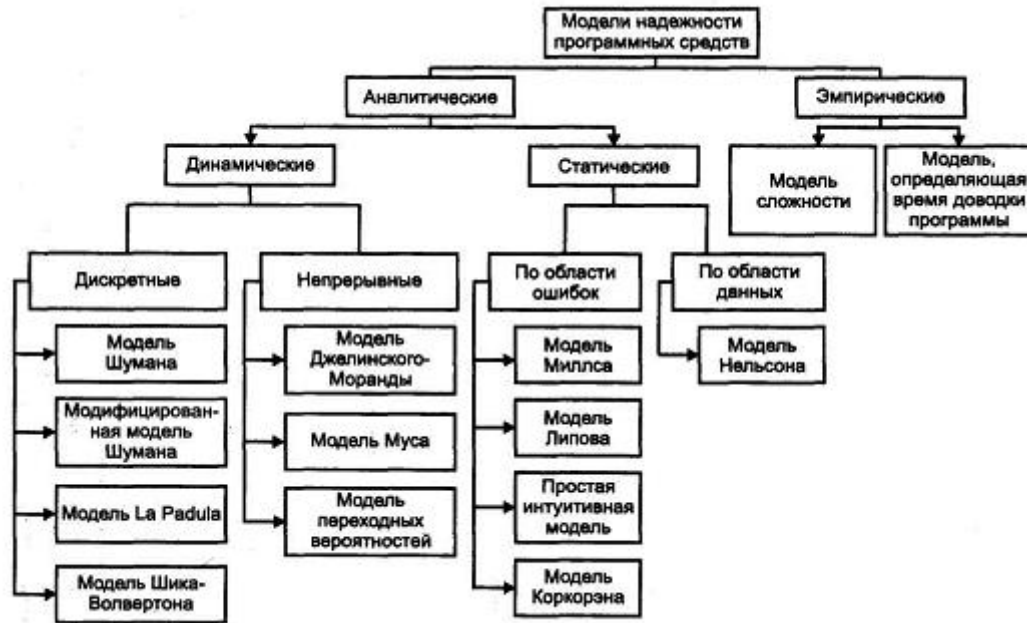 Модели надежности
программных средств
Аналитические
Эмпирические
Динамические
Статические
Модель
сложности
Модель,
определяющая
время доводки
программы
Дискретные
Непрерывные
По области
ошибок
По области
данных
Модель
Шумана
Модель
Джелинского-
Моранды
Модель
Миллса
Модель
Нельсона
Модифицирован-
ная модель
Шумана
Модель Муса
Модель
Липова
Модель La Padula
Модель
переходных
вероятностей
Простая
интуитивная
модель
Модель Шика-
Волвертона
Модель
Коркорэна